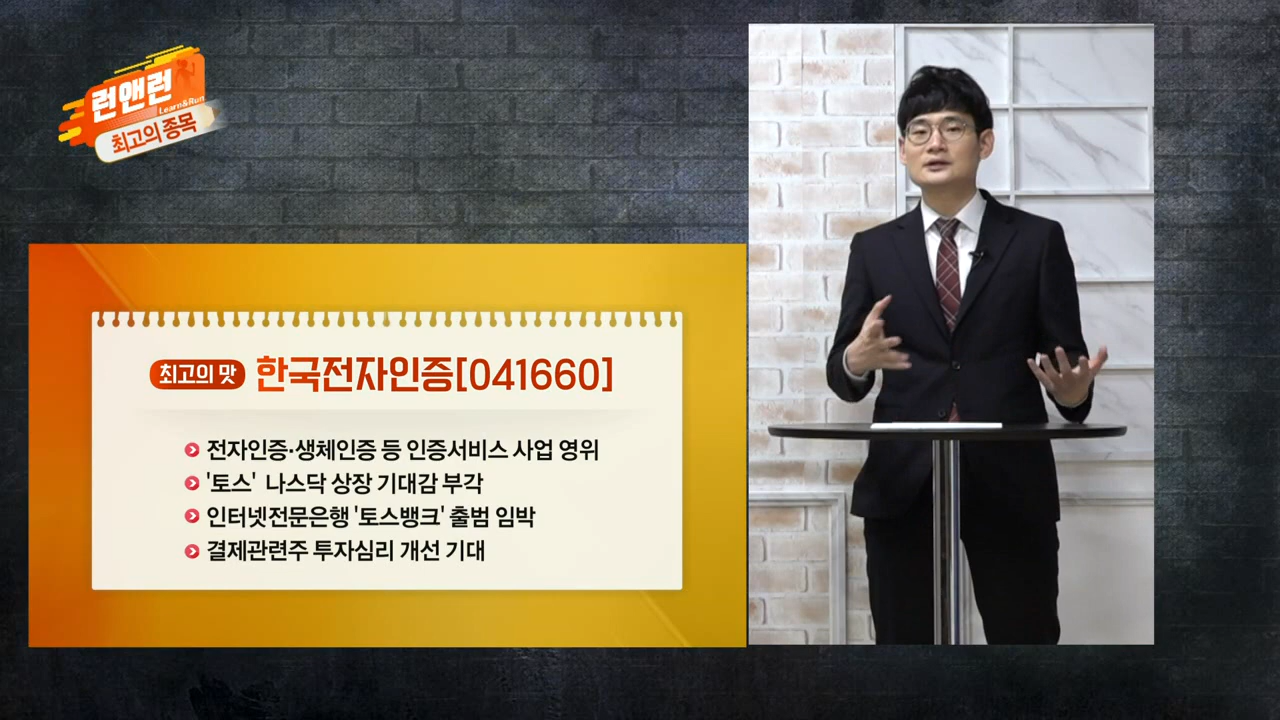 런앤런
Learn&Run
최고의 종목
최고의 맛 한국전자인증[041660]
전자인증·생체인증 등 인증서비스 사업 영위
'토스' 나스닥 상장 기대감 부각
인터넷전문은행 '토스뱅크' 출범 임박
결제관련주 투자심리 개선 기대